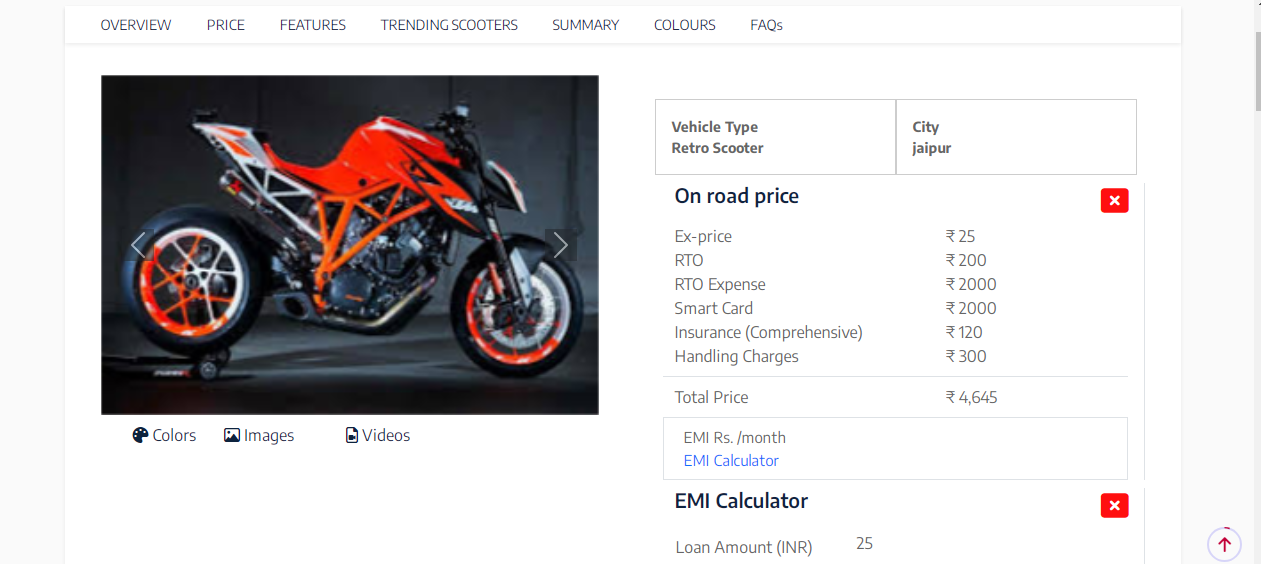 OVERVIEW PRICE FEATURES TRENDING SCOOTERS SUMMARY COLOURS FAQs
KTM
Colors Images Videos
Vehicle Type
Retro Scooter
City
jaipur
On road price
Ex-price ₹ 25
RTO ₹ 200
RTO Expense ₹ 2000
Smart Card ₹ 2000
Insurance (Comprehensive) ₹ 120
Handling Charges ₹ 300
Total Price ₹ 4,645
EMI Rs. /month
EMI Calculator
EMI Calculator
Loan Amount (INR) 25